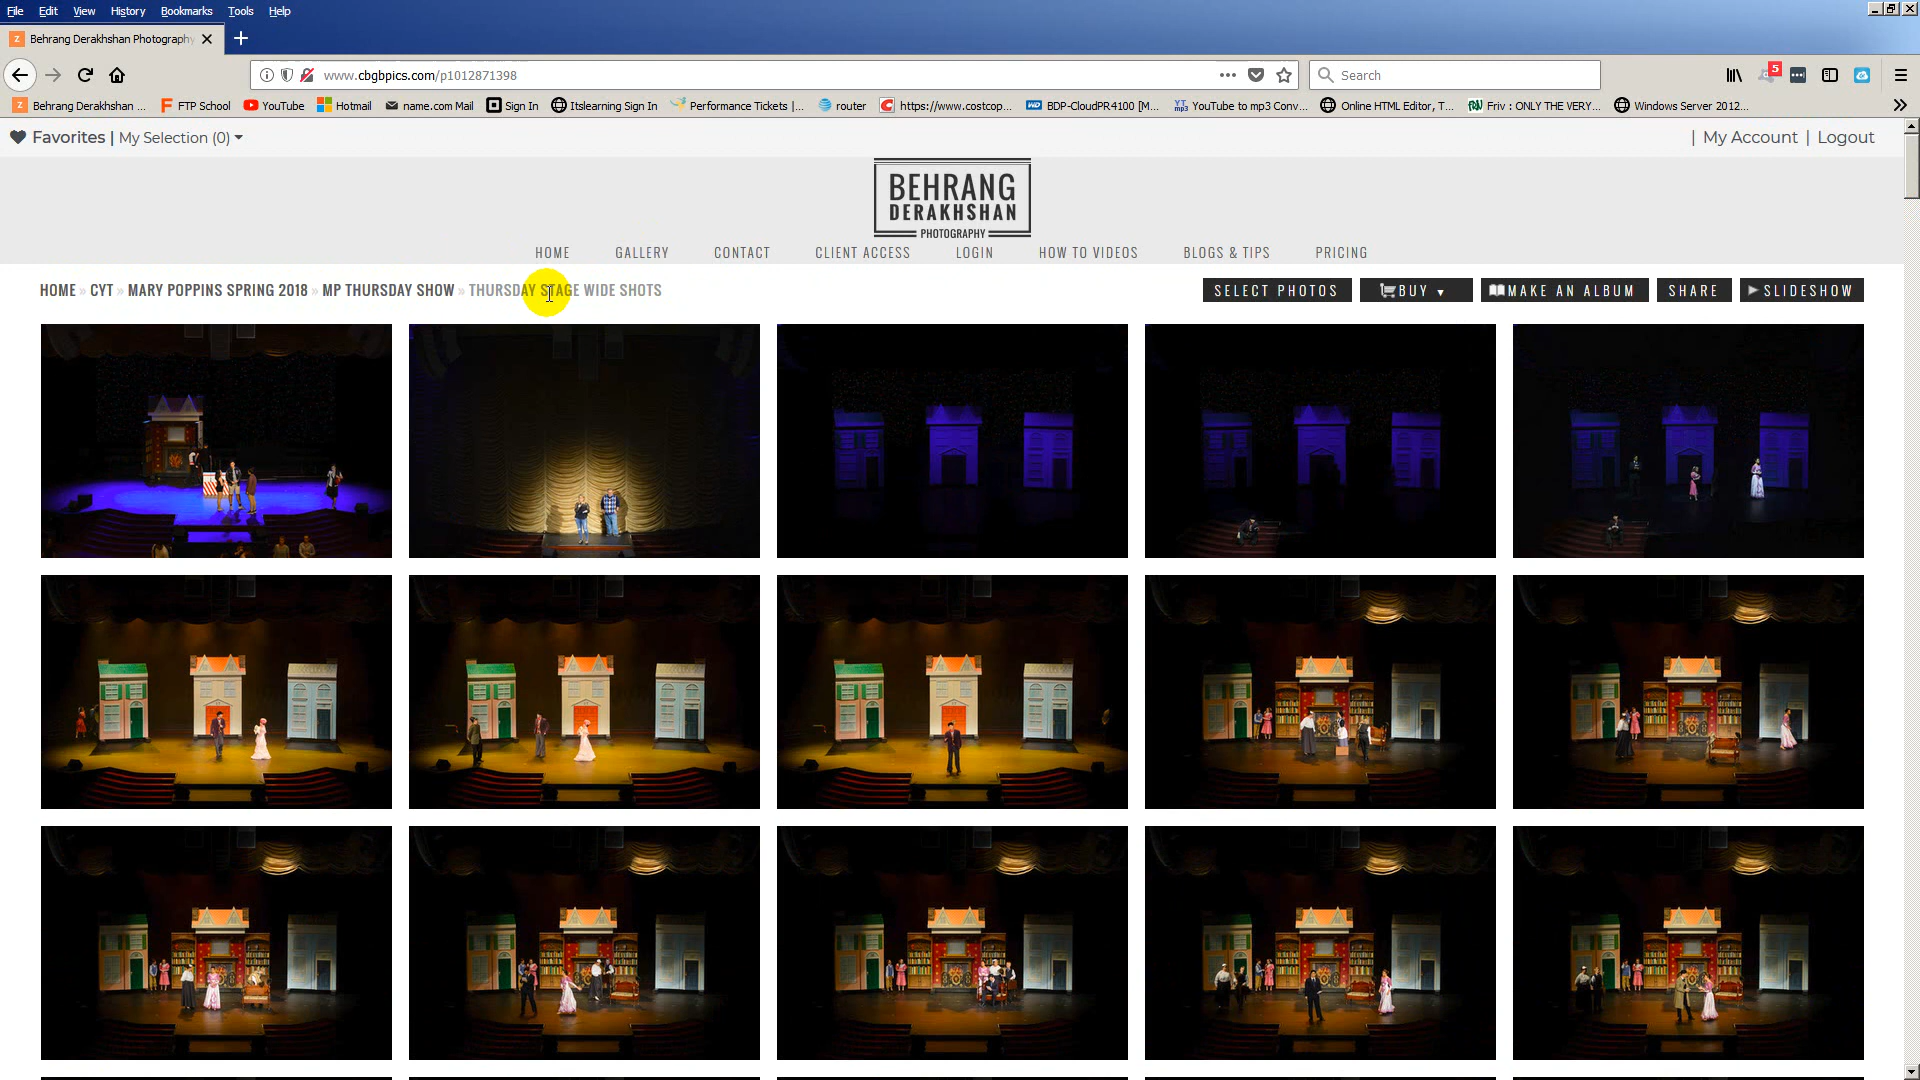 File Edit View History Bookmarks Tools Help
Behrang Derakhshan Photography
www.cbgbpics.com/p1012871398
Search
5
Behrang Derakhshan ... FTP School YouTube Hotmail name.com Mail Sign In Itslearning Sign In Performance Tickets |... router https://www.costcop... BDP-CloudPR4100 [M... YouTube to mp3 Conv... Online HTML Editor, T... Friv : ONLY THE VERY... Windows Server 2012...
Favorites | My Selection (0)
| My Account | Logout
BEHRANG
DERAKHSHAN
PHOTOGRAPHY
HOME GALLERY CONTACT CLIENT ACCESS LOGIN HOW TO VIDEOS BLOGS & TIPS PRICING
HOME » CYT » MARY POPPINS SPRING 2018 » MP THURSDAY SHOW » THURSDAY STAGE WIDE SHOTS
SELECT PHOTOS BUY MAKE AN ALBUM SHARE SLIDESHOW